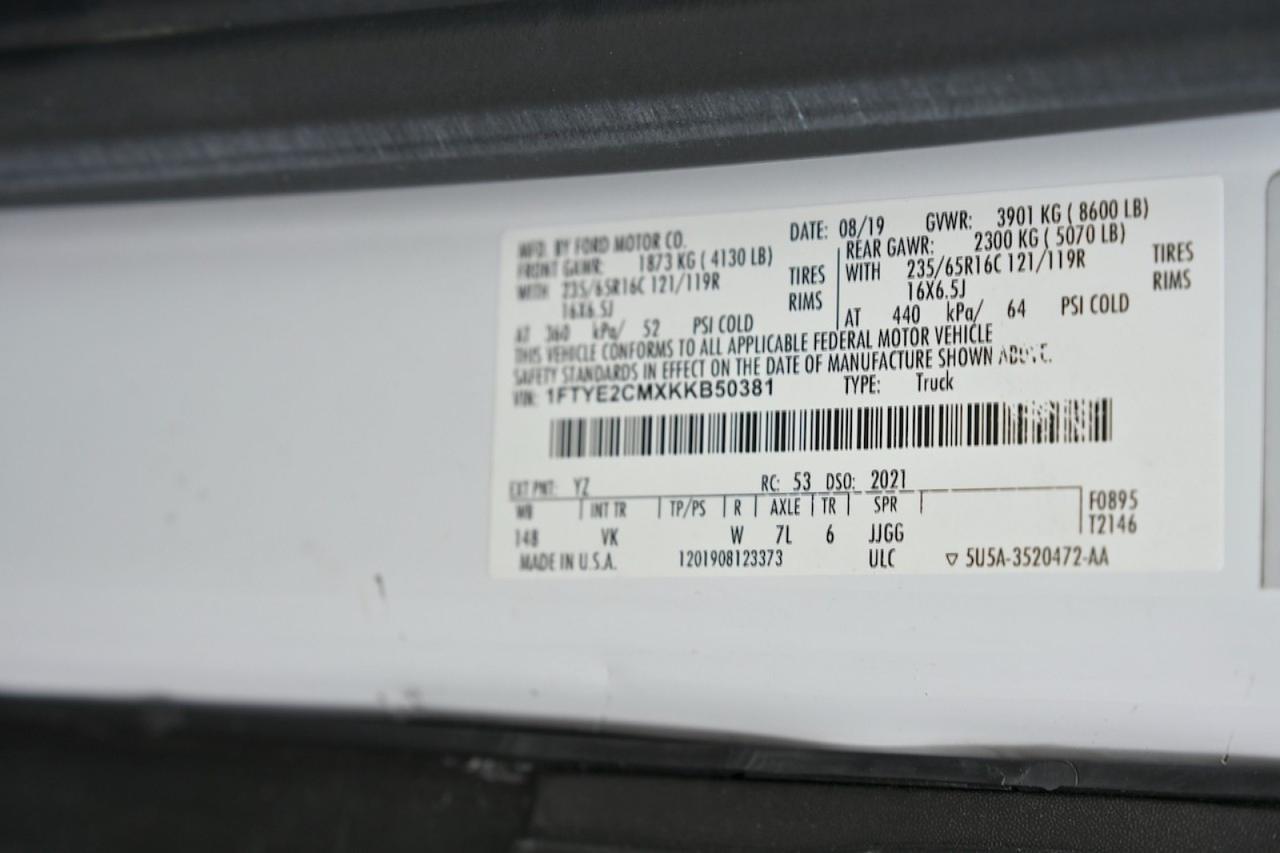 MFD. BY FORD MOTOR CO. DATE: 08/19 GVWR: 3901 KG ( 8600 LB)
FRONT GAWR: 1873 KG ( 4130 LB) REAR GAWR: 2300 KG ( 5070 LB)
WITH 235/65R16C 121/119R TIRES WITH 235/65R16C 121/119R TIRES
16X6.5J RIMS 16X6.5J RIMS
AT 360 kPa/ 52 PSI COLD AT 440 kPa/ 64 PSI COLD
THIS VEHICLE CONFORMS TO ALL APPLICABLE FEDERAL MOTOR VEHICLE
SAFETY STANDARDS IN EFFECT ON THE DATE OF MANUFACTURE SHOWN ABOVE.
VIN: 1FTYE2CMXKKB50381 TYPE: Truck
EXT PNT: YZ RC: 53 DSO: 2021
WB INT TR TP/PS R AXLE TR SPR F0895
148 VK W 7L 6 JJGG T2146
MADE IN U.S.A. 1201908123373 ULC ▽ 5U5A-3520472-AA